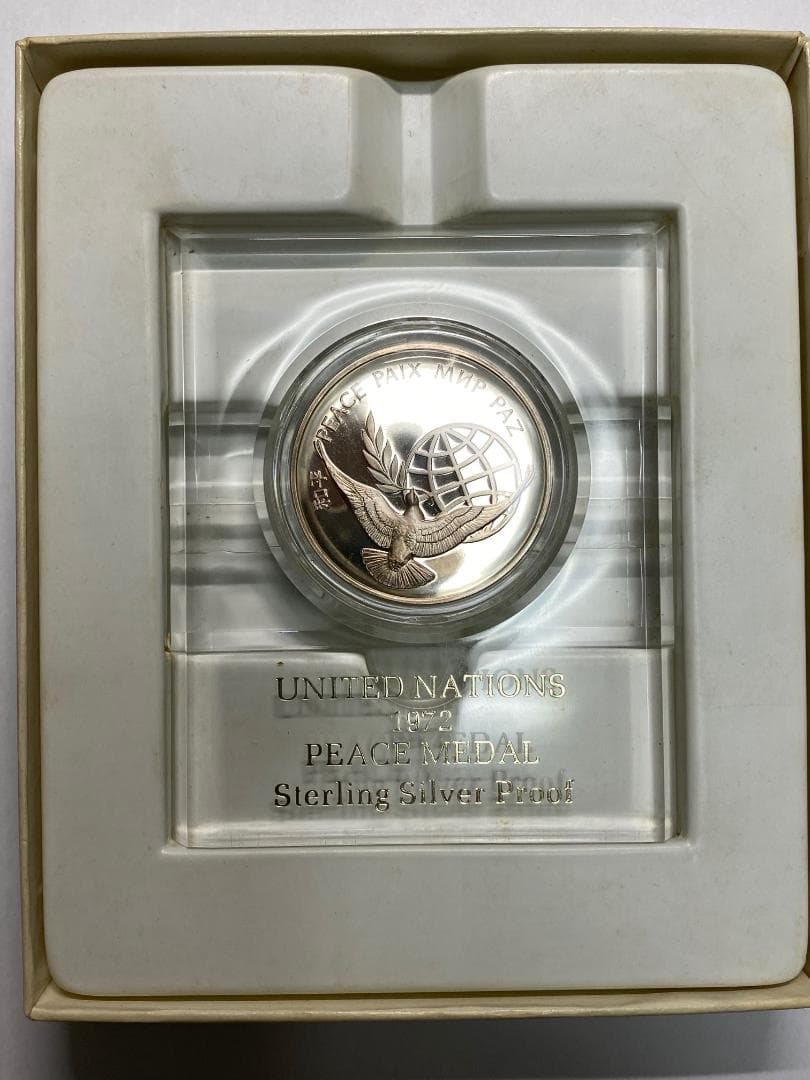 和平 PEACE PAIX МИР PAZ
UNITED NATIONS
1972
PEACE MEDAL
Sterling Silver Proof